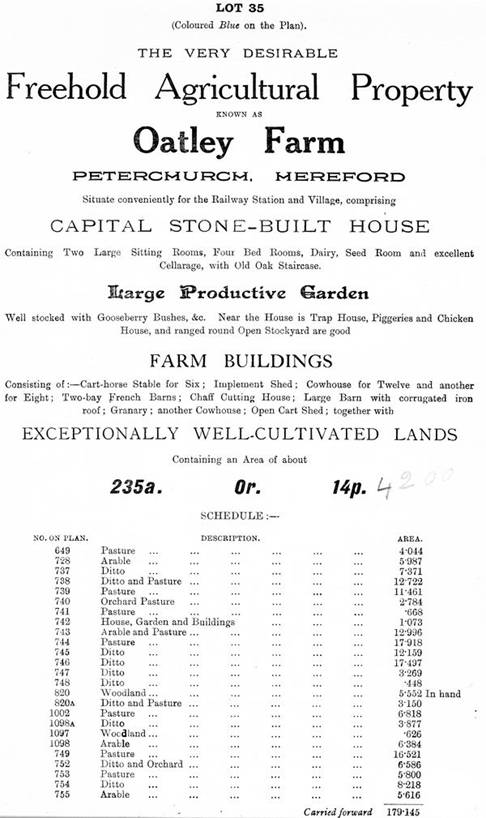 LOT 35
(Coloured Blue on the Plan).
THE VERY DESIRABLE
Freehold Agricultural Property
KNOWN AS
Oatley Farm
PETERCHURCH, HEREFORD
Situate conveniently for the Railway Station and Village, comprising
CAPITAL STONE-BUILT HOUSE
Containing Two Large Sitting Rooms, Four Bed Rooms, Dairy, Seed Room and excellent
Cellarage, with Old Oak Staircase.
Large Productive Garden
Well stocked with Gooseberry Bushes, &c. Near the House is Trap House, Piggeries and Chicken
House, and ranged round Open Stockyard are good
FARM BUILDINGS
Consisting of:—Cart-horse Stable for Six; Implement Shed; Cowhouse for Twelve and another
for Eight; Two-bay French Barns; Chaff Cutting House; Large Barn with corrugated iron
roof; Granary; another Cowhouse; Open Cart Shed; together with
EXCEPTIONALLY WELL-CULTIVATED LANDS
Containing an Area of about
235a. 0r. 14p. 4200
SCHEDULE:—
NO. ON PLAN. DESCRIPTION. AREA.
649 Pasture ... ... ... ... ... ... 4·044
728 Arable ... ... ... ... ... ... 5·987
737 Ditto ... ... ... ... ... ... 7·371
738 Ditto and Pasture ... ... ... ... ... 12·722
739 Pasture ... ... ... ... ... ... 11·461
740 Orchard Pasture ... ... ... ... ... 2·784
741 Pasture ... ... ... ... ... ... ·668
742 House, Garden and Buildings ... ... ... 1·073
743 Arable and Pasture ... ... ... ... ... 12·996
744 Pasture ... ... ... ... ... ... 17·918
745 Ditto ... ... ... ... ... ... 12·159
746 Ditto ... ... ... ... ... ... 17·497
747 Ditto ... ... ... ... ... ... 3·269
748 Ditto ... ... ... ... ... ... ·448
820 Woodland ... ... ... ... ... ... 5·552 In hand
820A Ditto and Pasture ... ... ... ... ... 3·150
1002 Pasture ... ... ... ... ... ... 6·818
1098A Ditto ... ... ... ... ... ... 3·877
1097 Woodland ... ... ... ... ... ... ·626
1098 Arable ... ... ... ... ... ... 6·384
749 Pasture ... ... ... ... ... ... 16·521
752 Ditto and Orchard ... ... ... ... ... 6·586
753 Pasture ... ... ... ... ... ... 5·800
754 Ditto ... ... ... ... ... ... 8·218
755 Arable ... ... ... ... ... ... 5·616
Carried forward 179·145